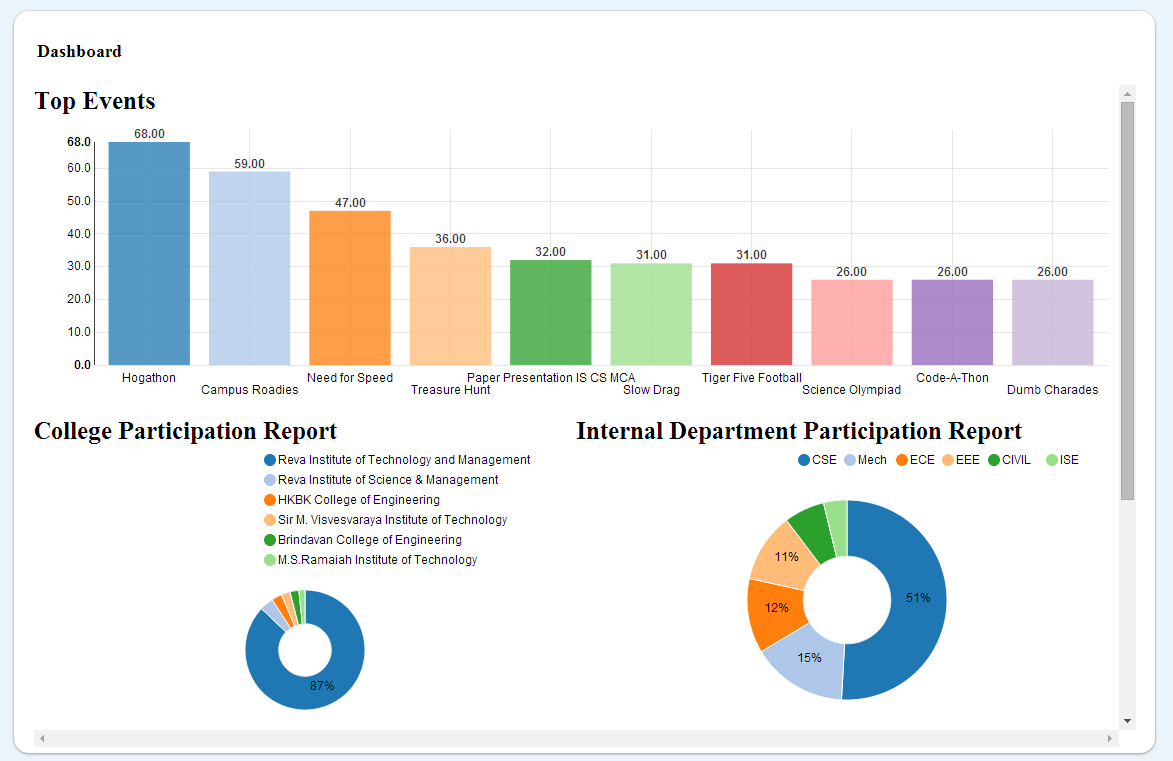 Dashboard
Top Events
68.00
68.0
59.00
60.0
47.00
50.0
40.0
36.00
32.00
31.00
31.00
30.0
26.00
26.00
26.00
20.0
10.0
0.0
Hogathon
Need for Speed
Paper Presentation IS CS MCA
Tiger Five Football
Code-A-Thon
Campus Roadies
Treasure Hunt
Slow Drag
Science Olympiad
Dumb Charades
College Participation Report
Reva Institute of Technology and Management
Reva Institute of Science & Management
HKBK College of Engineering
Sir M. Visvesvaraya Institute of Technology
Brindavan College of Engineering
M.S.Ramaiah Institute of Technology
87%
Internal Department Participation Report
CSE Mech ECE EEE CIVIL ISE
11%
51%
12%
15%